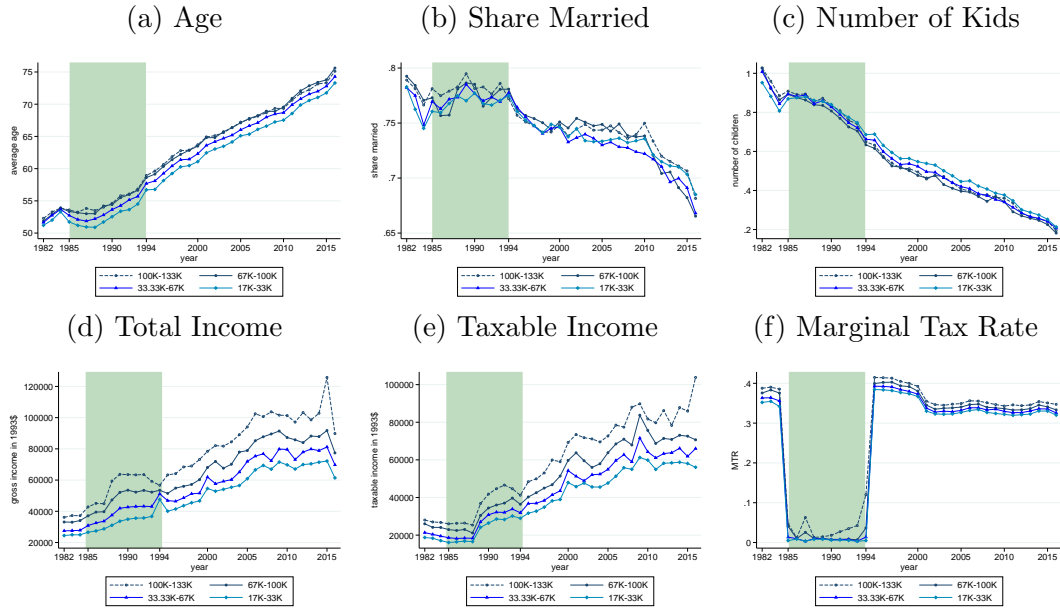 (a) Age
(b) Share Married
(c) Number of Kids
average age
75
70
65
60
55
50
1982
1985
1990
1994
2000
2005
2010
2015
year
100K-133K
67K-100K
33.33K-67K
17K-33K
share married
.8
.75
.7
.65
1982
1985
1990
1994
2000
2005
2010
2015
year
100K-133K
67K-100K
33.33K-67K
17K-33K
number of children
1
.8
.6
.4
.2
1982
1985
1990
1994
2000
2005
2010
2015
year
100K-133K
67K-100K
33.33K-67K
17K-33K
(d) Total Income
(e) Taxable Income
(f) Marginal Tax Rate
gross income in 1993$
120000
100000
80000
60000
40000
20000
1982
1985
1990
1994
2000
2005
2010
2015
year
100K-133K
67K-100K
33.33K-67K
17K-33K
taxable income in 1993$
100000
80000
60000
40000
20000
1982
1985
1990
1994
2000
2005
2010
2015
year
100K-133K
67K-100K
33.33K-67K
17K-33K
MTR
.4
.3
.2
.1
0
1982
1985
1990
1994
2000
2005
2010
2015
year
100K-133K
67K-100K
33.33K-67K
17K-33K